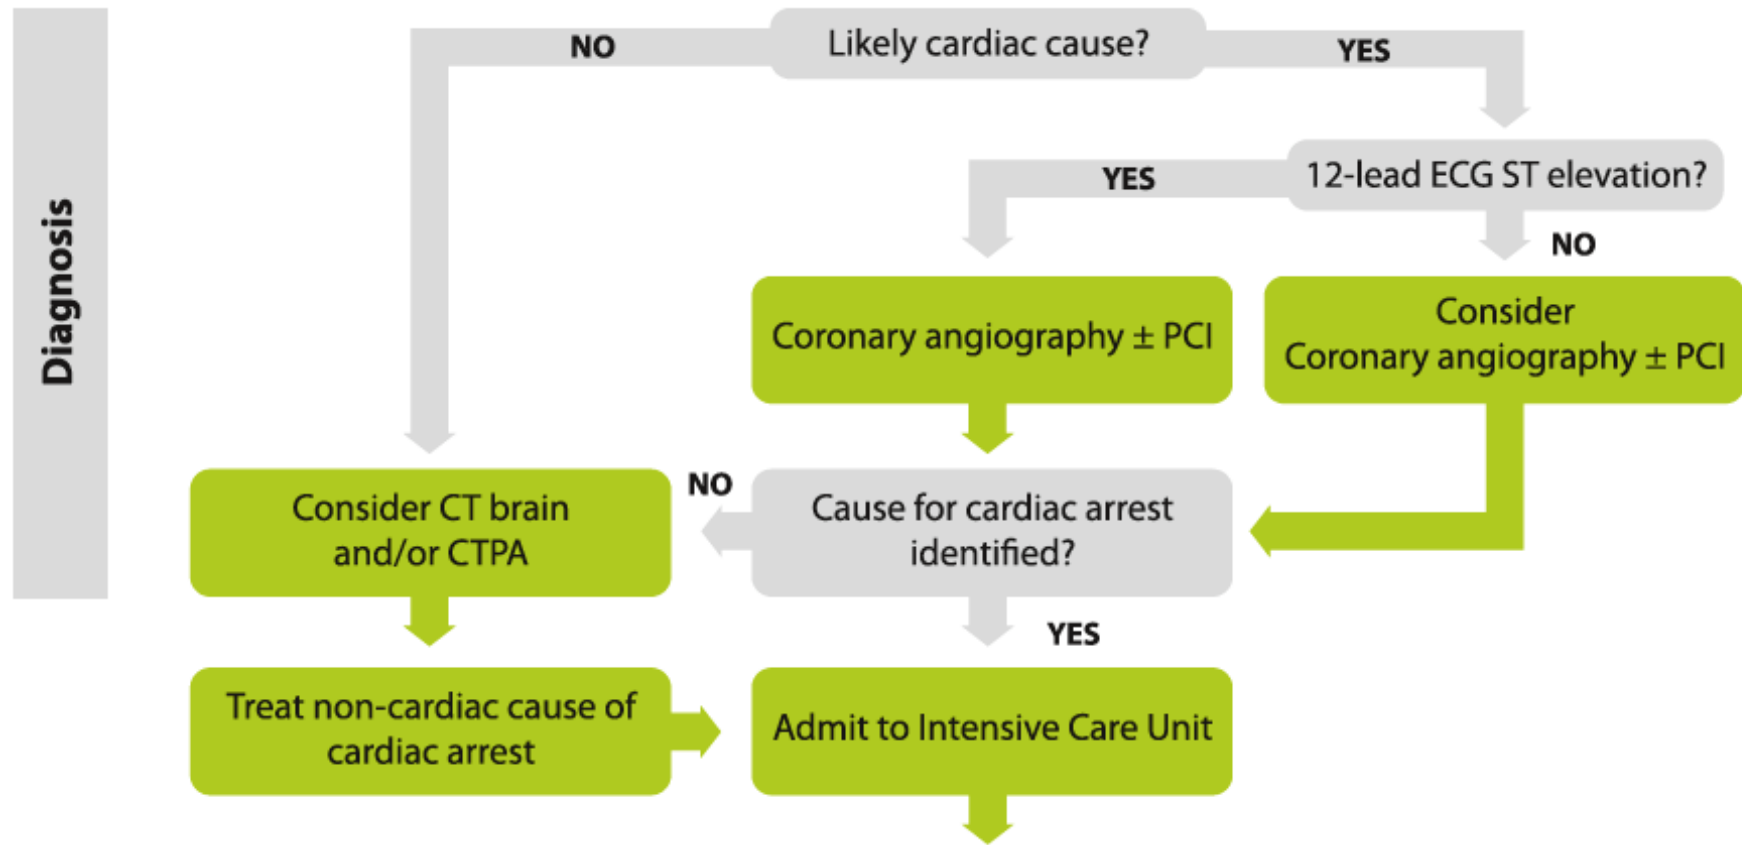 Likely cardiac cause?
NO
YES
12-lead ECG ST elevation?
YES
NO
Diagnosis
Coronary angiography ± PCI
Consider
Coronary angiography ± PCI
Consider CT brain
and/or CTPA
NO
Cause for cardiac arrest
identified?
YES
Treat non-cardiac cause of
cardiac arrest
Admit to Intensive Care Unit